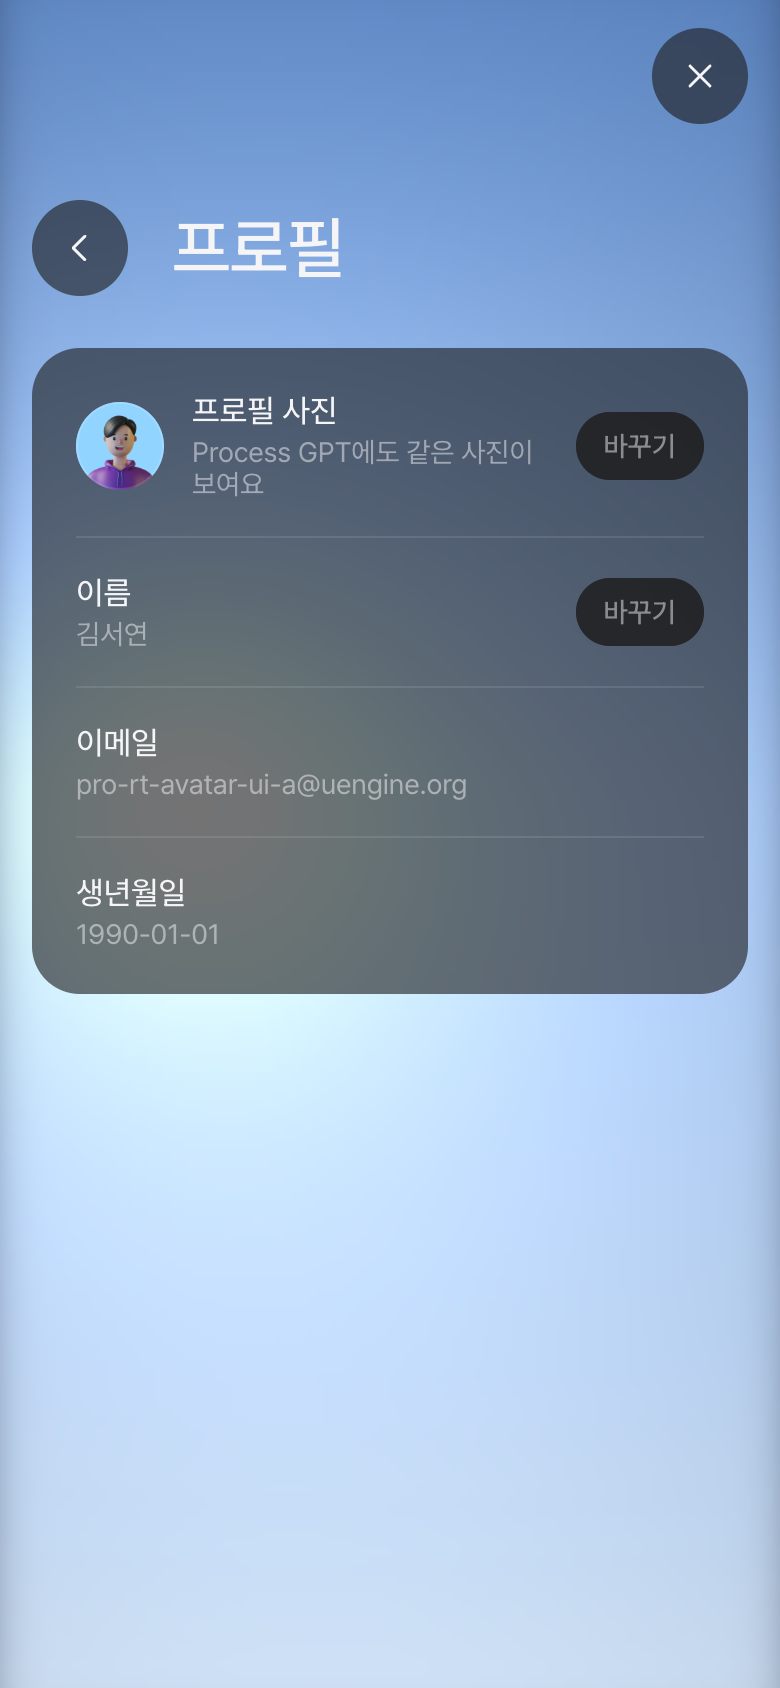 프로필
프로필 사진
Process GPT에도 같은 사진이
보여요
바꾸기
이름
김서연
바꾸기
이메일
pro-rt-avatar-ui-a@uengine.org
생년월일
1990-01-01